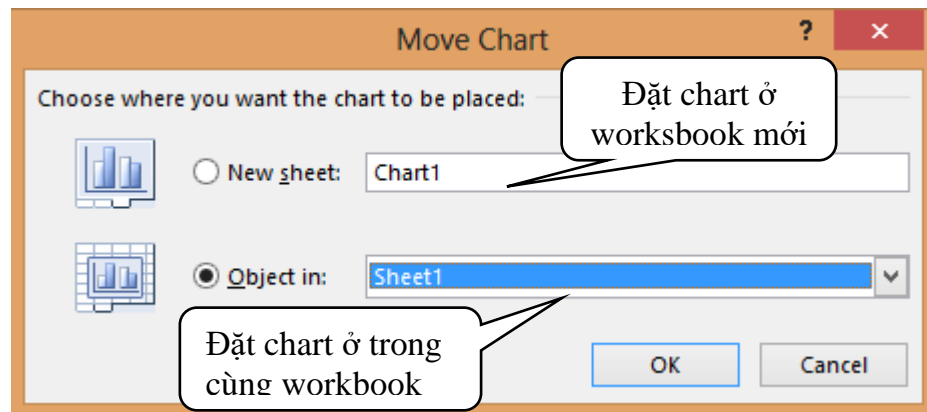 Move Chart
?
×
Choose where you want the chart to be placed:
Đặt chart ở
worksbook mới
New sheet:
Chart1
Object in:
Sheet1
Đặt chart ở trong
cùng workbook
OK
Cancel